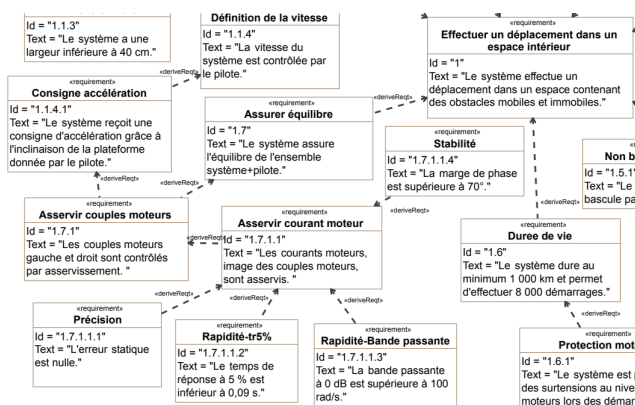 Id = "1.1.3"
Text = "Le système a une
largeur inférieure à 40 cm."
Définition de la vitesse
Id = "1.1.4"
Text = "La vitesse du
système est contrôlée par
le pilote."
«requirement»
Effectuer un déplacement dans un
espace intérieur
Id = "1"
Text = "Le système effectue un
déplacement dans un espace contenant
des obstacles mobiles et immobiles."
«deriveReqt»
«requirement»
Consigne accélération
Id = "1.1.4.1"
Text = "Le système reçoit une
consigne d'accélération grâce à
l'inclinaison de la plateforme
donnée par le pilote."
«deriveReqt»
«requirement»
Assurer équilibre
Id = "1.7"
Text = "Le système assure
l'équilibre de l'ensemble
système+pilote."
«requirement»
Stabilité
Id = "1.7.1.1.4"
Text = "La marge de phase
est supérieure à 70°."
Non b
Id = "1.5.1"
Text = "Le
bascule pa
«deriveReqt»
«deriveReqt»
«deriveReqt»
«deriveReqt»
«requirement»
Asservir couples moteurs
Id = "1.7.1"
Text = "Les couples moteurs
gauche et droit sont contrôlés
par asservissement. "
«deriveReqt»
«requirement»
Asservir courant moteur
Id = "1.7.1.1"
Text = "Les courants moteurs,
image des couples moteurs,
sont asservis. "
«requirement»
Duree de vie
Id = "1.6"
Text = "Le système dure au
minimum 1 000 km et permet
d'effectuer 8 000 démarrages."
«deriveReqt»
«deriveReqt»
«deriveReqt»
«deriveReqt»
«requirement»
Précision
Id = "1.7.1.1.1"
Text = "L'erreur statique
est nulle."
«requirement»
Rapidité-tr5%
Id = "1.7.1.1.2"
Text = "Le temps de
réponse à 5 % est
inférieur à 0,09 s."
«requirement»
Rapidité-Bande passante
Id = "1.7.1.1.3"
Text = "La bande passante
à 0 dB est supérieure à 100
rad/s."
«requirement»
Protection mot
Id = "1.6.1"
Text = "Le système est
des surtensions au nive
moteurs lors des démar